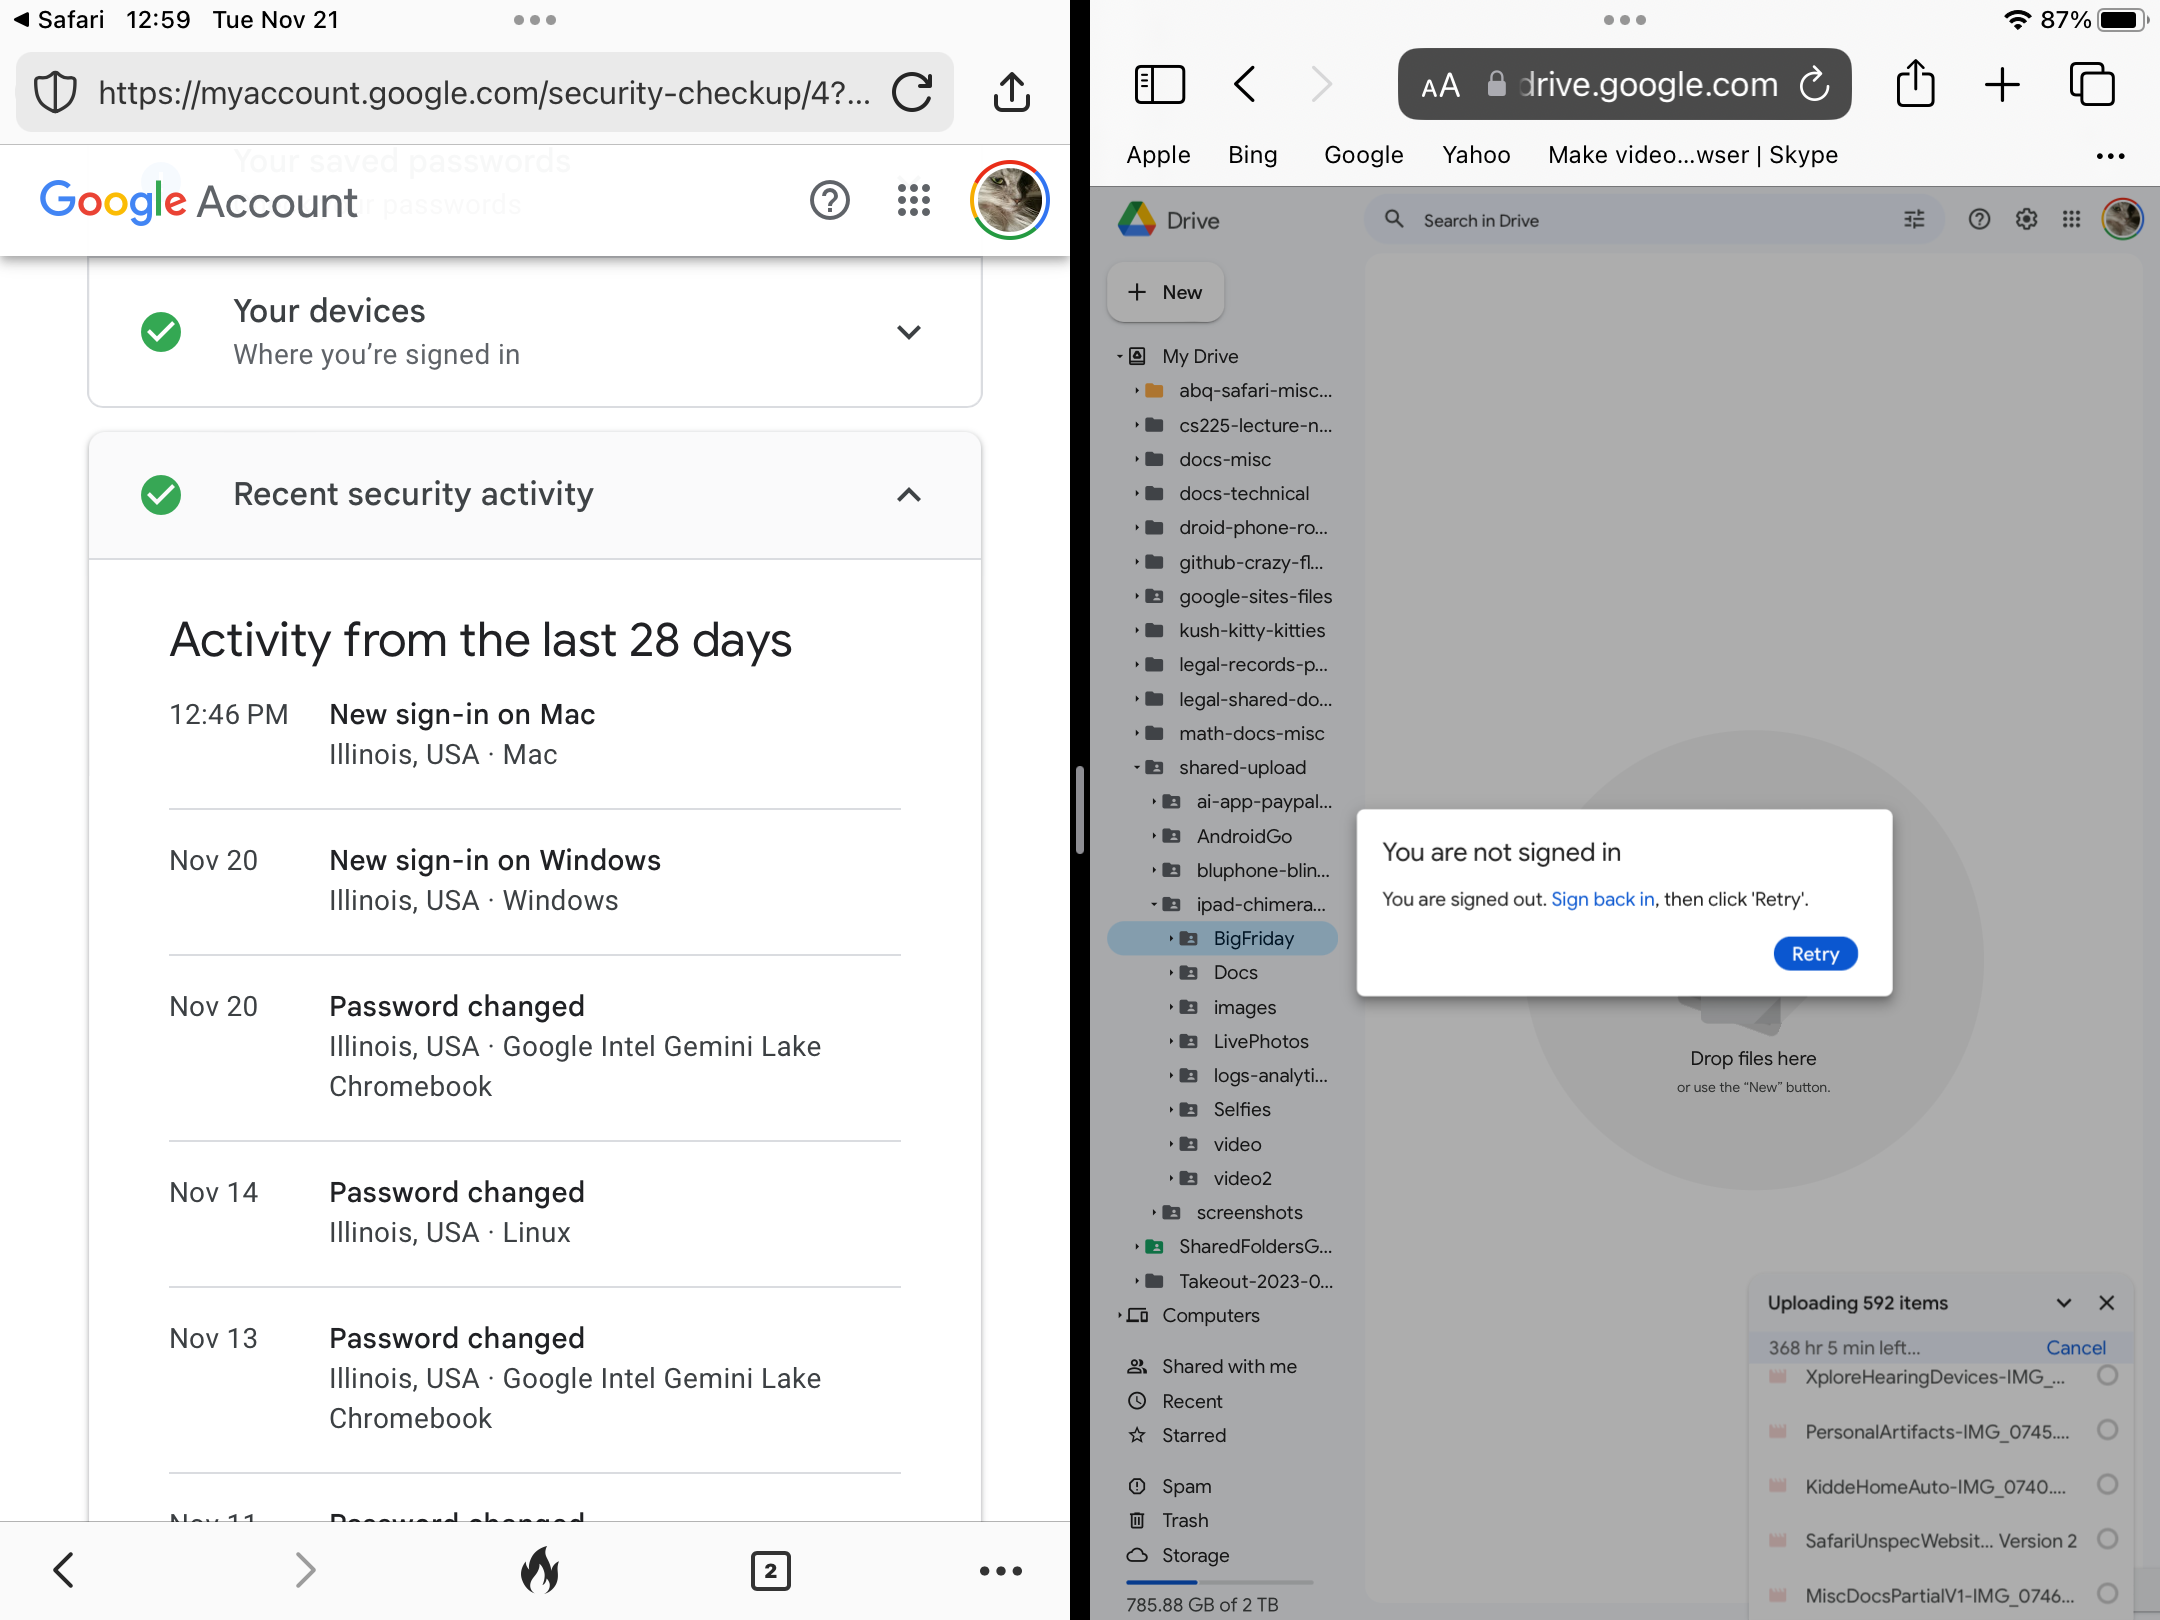 Safari 12:59 Tue Nov 21
https://myaccount.google.com/security-checkup/4?...
Your saved passwords
Google Account
r passwords
Your devices
Where you’re signed in
Recent security activity
Activity from the last 28 days
12:46 PM New sign-in on Mac
Illinois, USA · Mac
Nov 20 New sign-in on Windows
Illinois, USA · Windows
Nov 20 Password changed
Illinois, USA · Google Intel Gemini Lake
Chromebook
Nov 14 Password changed
Illinois, USA · Linux
Nov 13 Password changed
Illinois, USA · Google Intel Gemini Lake
Chromebook
Nov 11 Password changed
2
87%
AA drive.google.com
Apple Bing Google Yahoo Make video...wser | Skype
Drive
Search in Drive
New
My Drive
abq-safari-misc...
cs225-lecture-n...
docs-misc
docs-technical
droid-phone-ro...
github-crazy-fl...
google-sites-files
kush-kitty-kitties
legal-records-p...
legal-shared-do...
math-docs-misc
shared-upload
ai-app-paypal...
AndroidGo
bluphone-blin...
ipad-chimera...
BigFriday
Docs
images
LivePhotos
logs-analyti...
Selfies
video
video2
screenshots
SharedFoldersG...
Takeout-2023-0...
Computers
Shared with me
Recent
Starred
Spam
Trash
Storage
785.88 GB of 2 TB
You are not signed in
You are signed out. Sign back in, then click 'Retry'.
Retry
Drop files here
or use the “New” button.
Uploading 592 items
368 hr 5 min left... Cancel
XploreHearingDevices-IMG_...
PersonalArtifacts-IMG_0745....
KiddeHomeAuto-IMG_0740....
SafariUnspecWebsit... Version 2
MiscDocsPartialV1-IMG_0746...